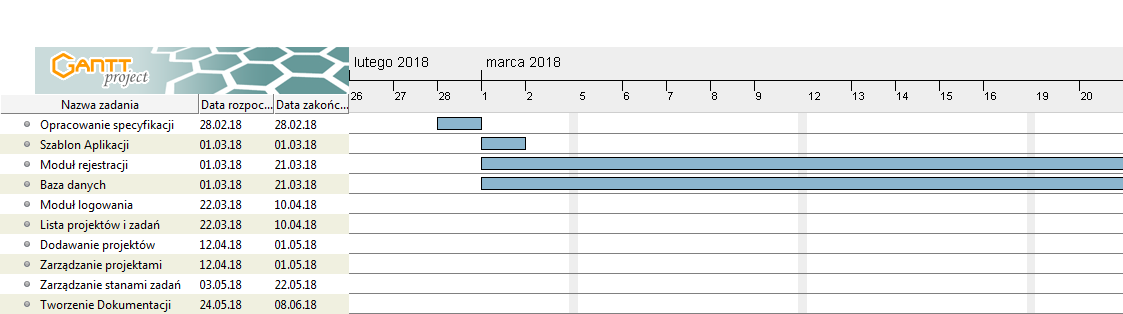 GANTT project
lutego 2018 marca 2018
26 27 28 1 2 5 6 7 8 9 12 13 14 15 16 19 20
Nazwa zadania Data rozpoc... Data zakońc...
Opracowanie specyfikacji 28.02.18 28.02.18
Szablon Aplikacji 01.03.18 01.03.18
Moduł rejestracji 01.03.18 21.03.18
Baza danych 01.03.18 21.03.18
Moduł logowania 22.03.18 10.04.18
Lista projektów i zadań 22.03.18 10.04.18
Dodawanie projektów 12.04.18 01.05.18
Zarządzanie projektami 12.04.18 01.05.18
Zarządzanie stanami zadań 03.05.18 22.05.18
Tworzenie Dokumentacji 24.05.18 08.06.18